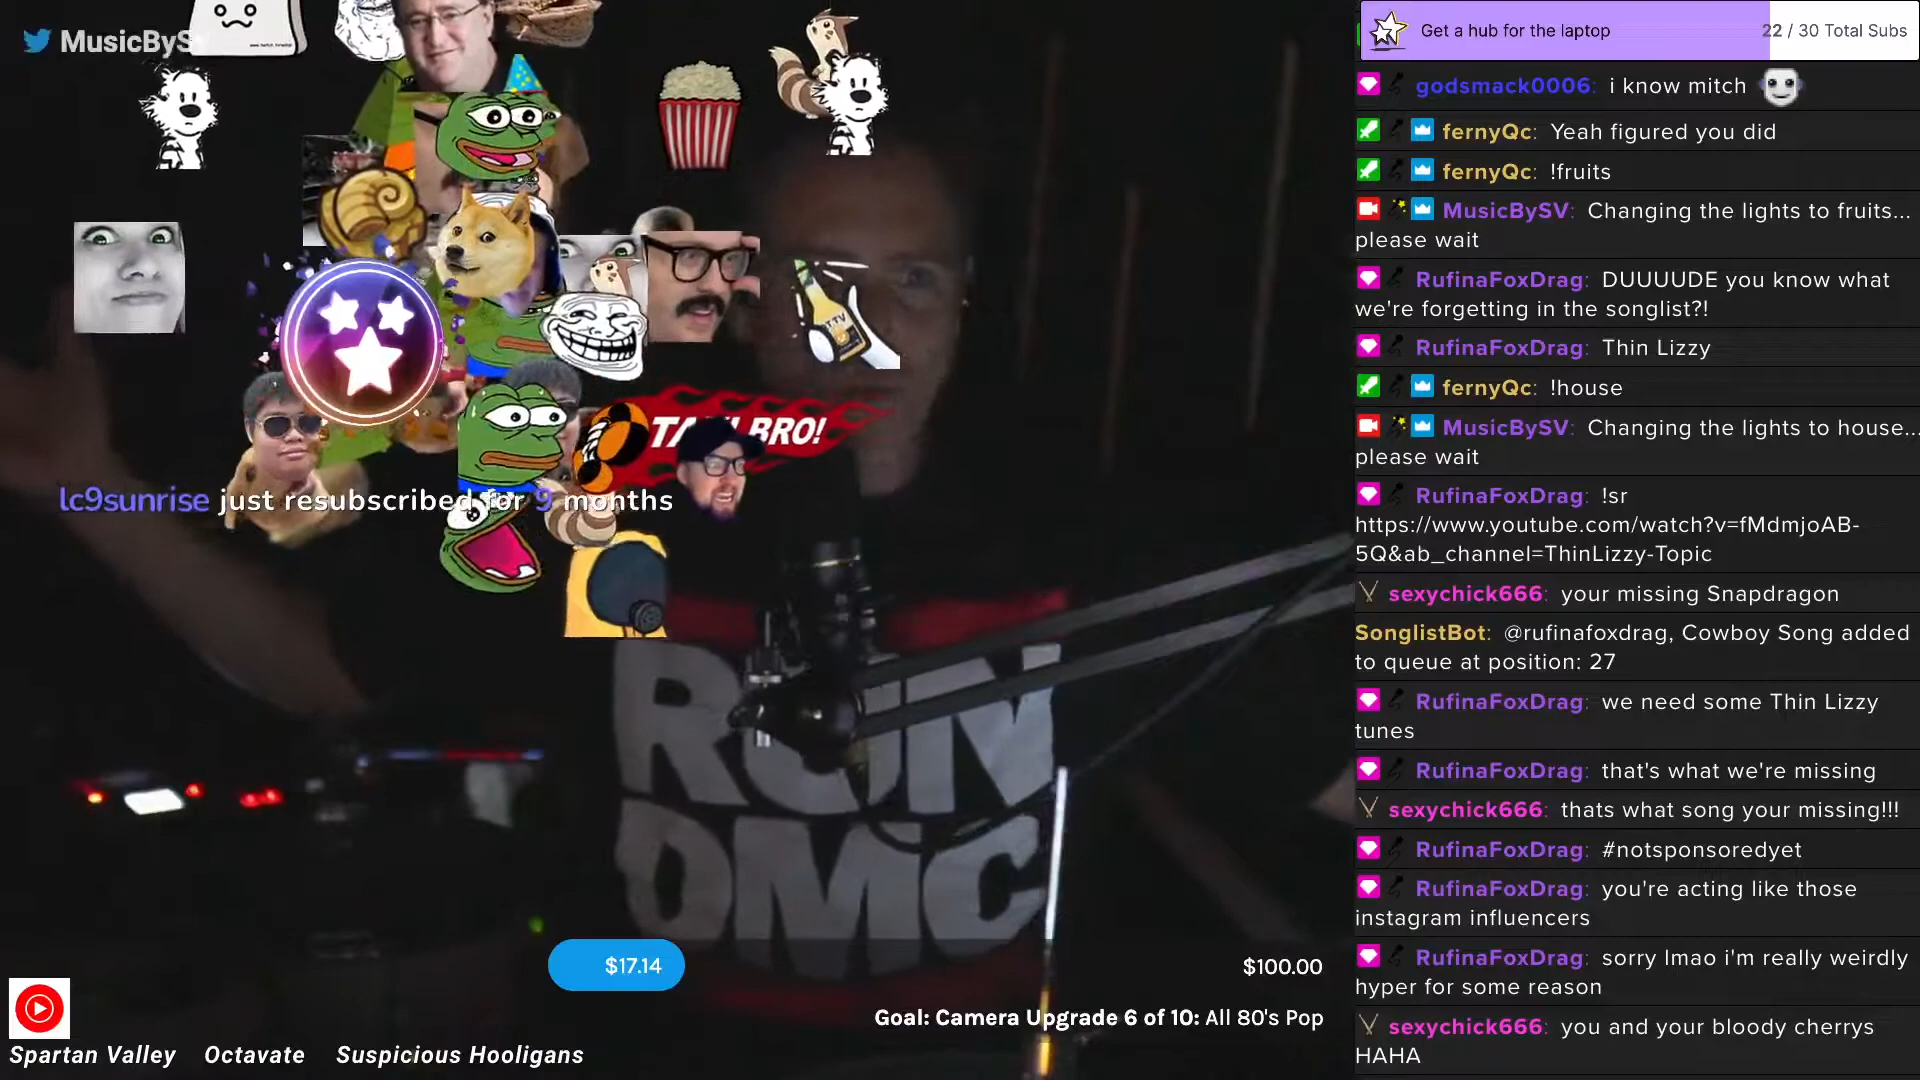 MusicByS
Get a hub for the laptop
22 / 30 Total Subs
godsmack0006: i know mitch
fernyQc: Yeah figured you did
fernyQc: !fruits
MusicBySV: Changing the lights to fruits...
please wait
RufinaFoxDrag: DUUUUDE you know what
we're forgetting in the songlist?!
RufinaFoxDrag: Thin Lizzy
fernyQc: !house
MusicBySV: Changing the lights to house...
please wait
RufinaFoxDrag: !sr
https://www.youtube.com/watch?v=fMdmjoAB-
5Q&ab_channel=ThinLizzy-Topic
sexychick666: your missing Snapdragon
SonglistBot: @rufinafoxdrag, Cowboy Song added
to queue at position: 27
RufinaFoxDrag: we need some Thin Lizzy
tunes
RufinaFoxDrag: that's what we're missing
sexychick666: thats what song your missing!!!
RufinaFoxDrag: #notsponsoredyet
RufinaFoxDrag: you're acting like those
instagram influencers
RufinaFoxDrag: sorry lmao i'm really weirdly
hyper for some reason
sexychick666: you and your bloody cherrys
HAHA
BRO!
lc9sunrise just resubscribed for 9 months
RUN
DMC
$17.14
$100.00
Goal: Camera Upgrade 6 of 10: All 80's Pop
Spartan Valley Octavate Suspicious Hooligans